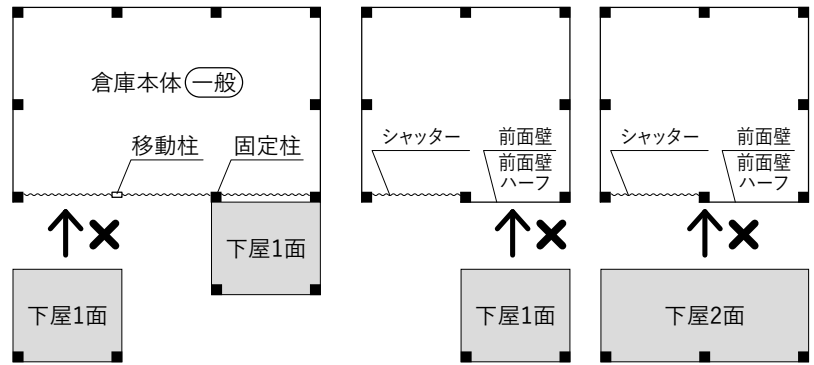 倉庫本体 一般
移動柱
固定柱
下屋1面
下屋1面
シャッター
前面壁
前面壁
ハーフ
下屋1面
シャッター
前面壁
前面壁
ハーフ
下屋2面